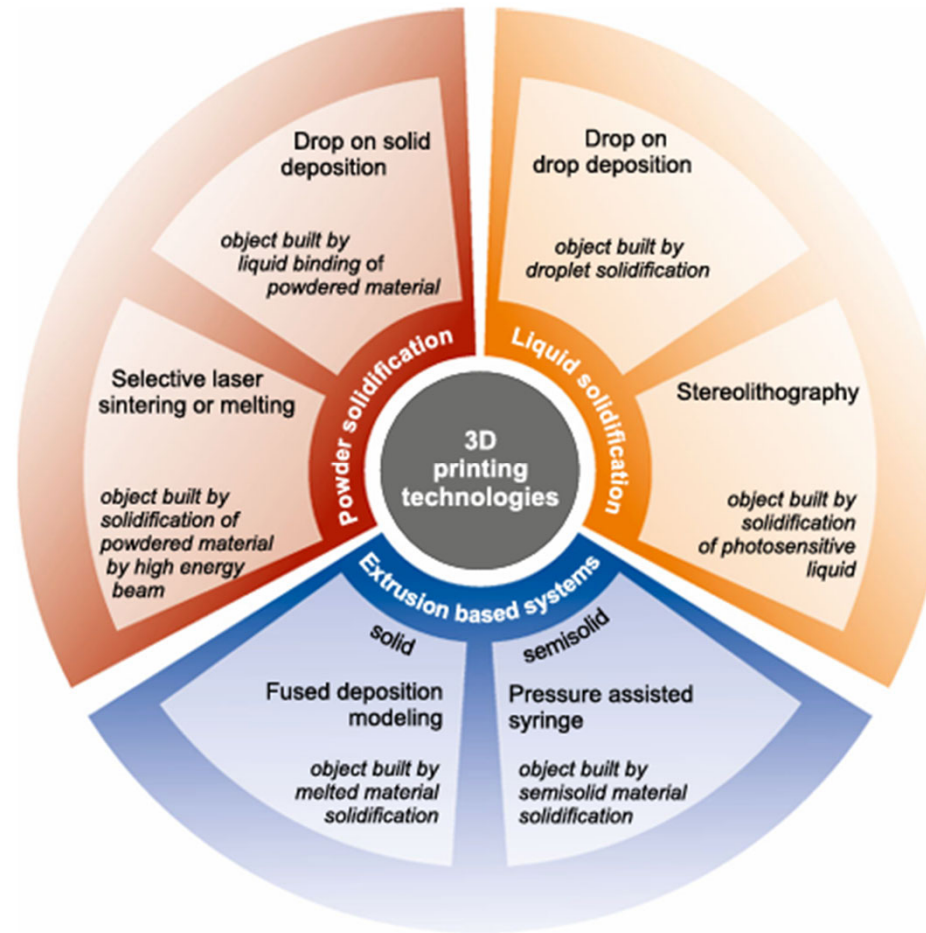 3D
printing
technologies
Powder solidification
Drop on solid
deposition
object built by
liquid binding of
powdered material
Selective laser
sintering or melting
object built by
solidification of
powdered material
by high energy
beam
Liquid solidification
Drop on
drop deposition
object built by
droplet solidification
Stereolithography
object built by
solidification
of photosensitive
liquid
Extrusion based systems
solid
Fused deposition
modeling
object built by
melted material
solidification
semisolid
Pressure assisted
syringe
object built by
semisolid material
solidification